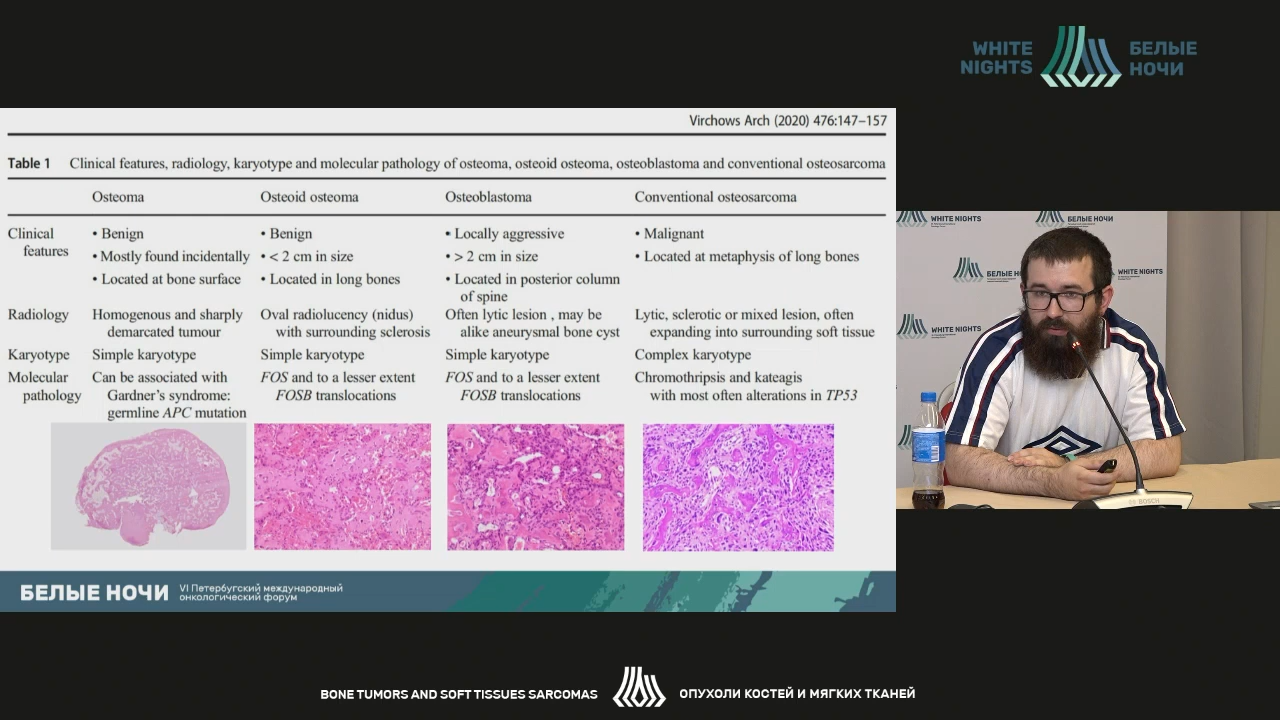 WHITE
NIGHTS
БЕЛЫЕ
НОЧИ
Virchows Arch (2020) 476:147–157
Table 1 Clinical features, radiology, karyotype and molecular pathology of osteoma, osteoid osteoma, osteoblastoma and conventional osteosarcoma
Osteoma Osteoid osteoma Osteoblastoma Conventional osteosarcoma
Clinical • Benign • Benign • Locally aggressive • Malignant
features • Mostly found incidentally • < 2 cm in size • > 2 cm in size • Located at metaphysis of long bones
• Located at bone surface • Located in long bones • Located in posterior column
of spine
Radiology Homogenous and sharply Oval radiolucency (nidus) Often lytic lesion , may be Lytic, sclerotic or mixed lesion, often
demarcated tumour with surrounding sclerosis alike aneurysmal bone cyst expanding into surrounding soft tissue
Karyotype Simple karyotype Simple karyotype Simple karyotype Complex karyotype
Molecular Can be associated with FOS and to a lesser extent FOS and to a lesser extent Chromothripsis and kateagis
pathology Gardner's syndrome: FOSB translocations FOSB translocations with most often alterations in TP53
germline APC mutation
БЕЛЫЕ НОЧИ
VI Петербургский международный
онкологический форум
WHITE NIGHTS
БЕЛЫЕ НОЧИ
WHITE NIGHTS
BOSCH
BONE TUMORS AND SOFT TISSUES SARCOMAS
ОПУХОЛИ КОСТЕЙ И МЯГКИХ ТКАНЕЙ